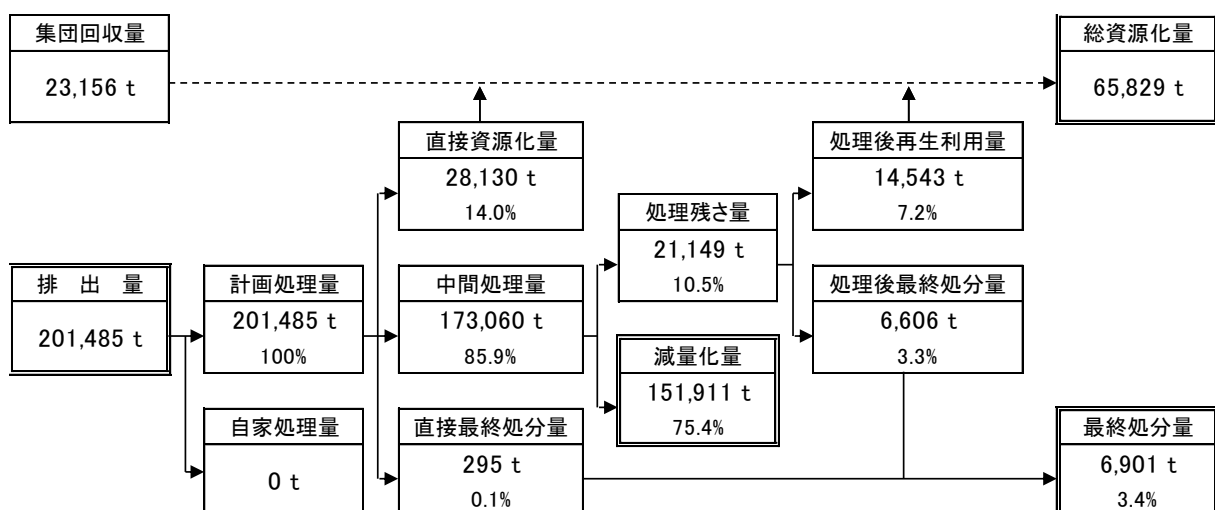 集団回収量
23,156 t
総資源化量
65,829 t
直接資源化量
28,130 t
14.0%
処理後再生利用量
14,543 t
7.2%
処理残さ量
21,149 t
10.5%
排 出 量
201,485 t
計画処理量
201,485 t
100%
中間処理量
173,060 t
85.9%
処理後最終処分量
6,606 t
3.3%
減量化量
151,911 t
75.4%
自家処理量
0 t
直接最終処分量
295 t
0.1%
最終処分量
6,901 t
3.4%